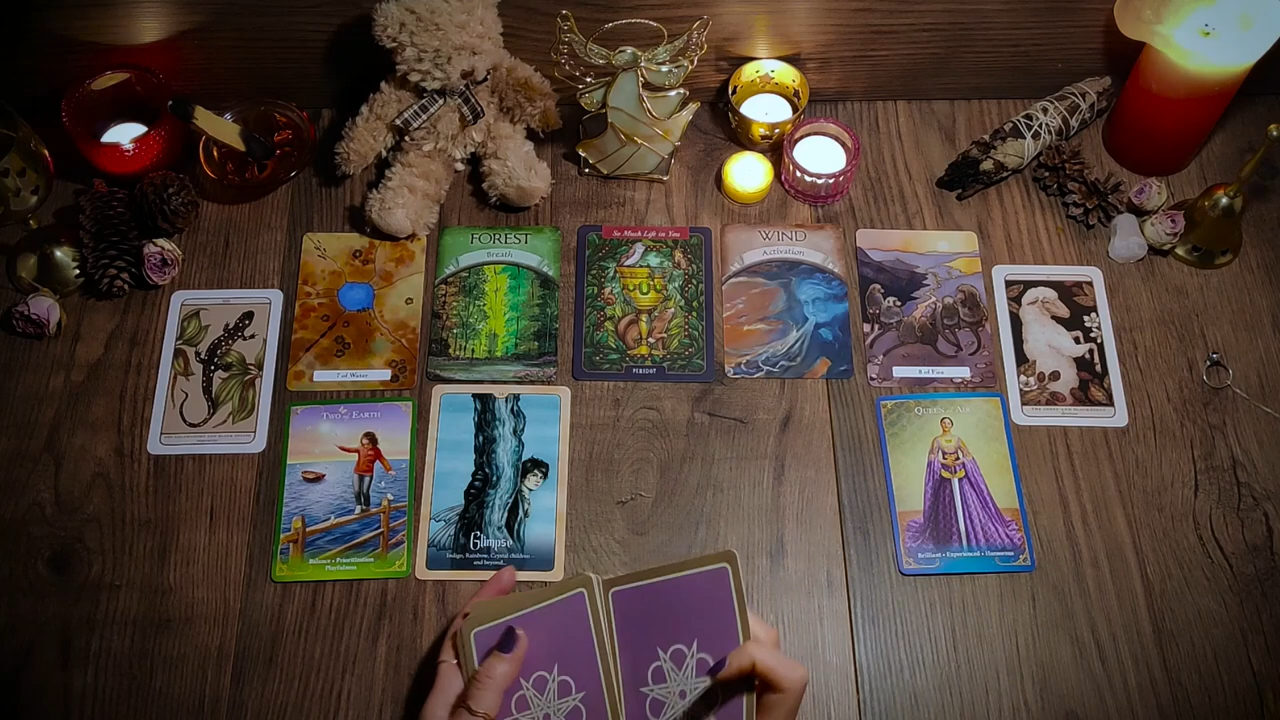 FOREST
Breath
So Much Life in You
PERIDOT
WIND
Activation
7 of Water
8 of Fire
TWO of EARTH
Balance • Prioritization
Playfulness
Glimpse
Indigo, Rainbow, Crystal children –
and beyond...
QUEEN of AIR
Brilliant • Experienced • Humorous